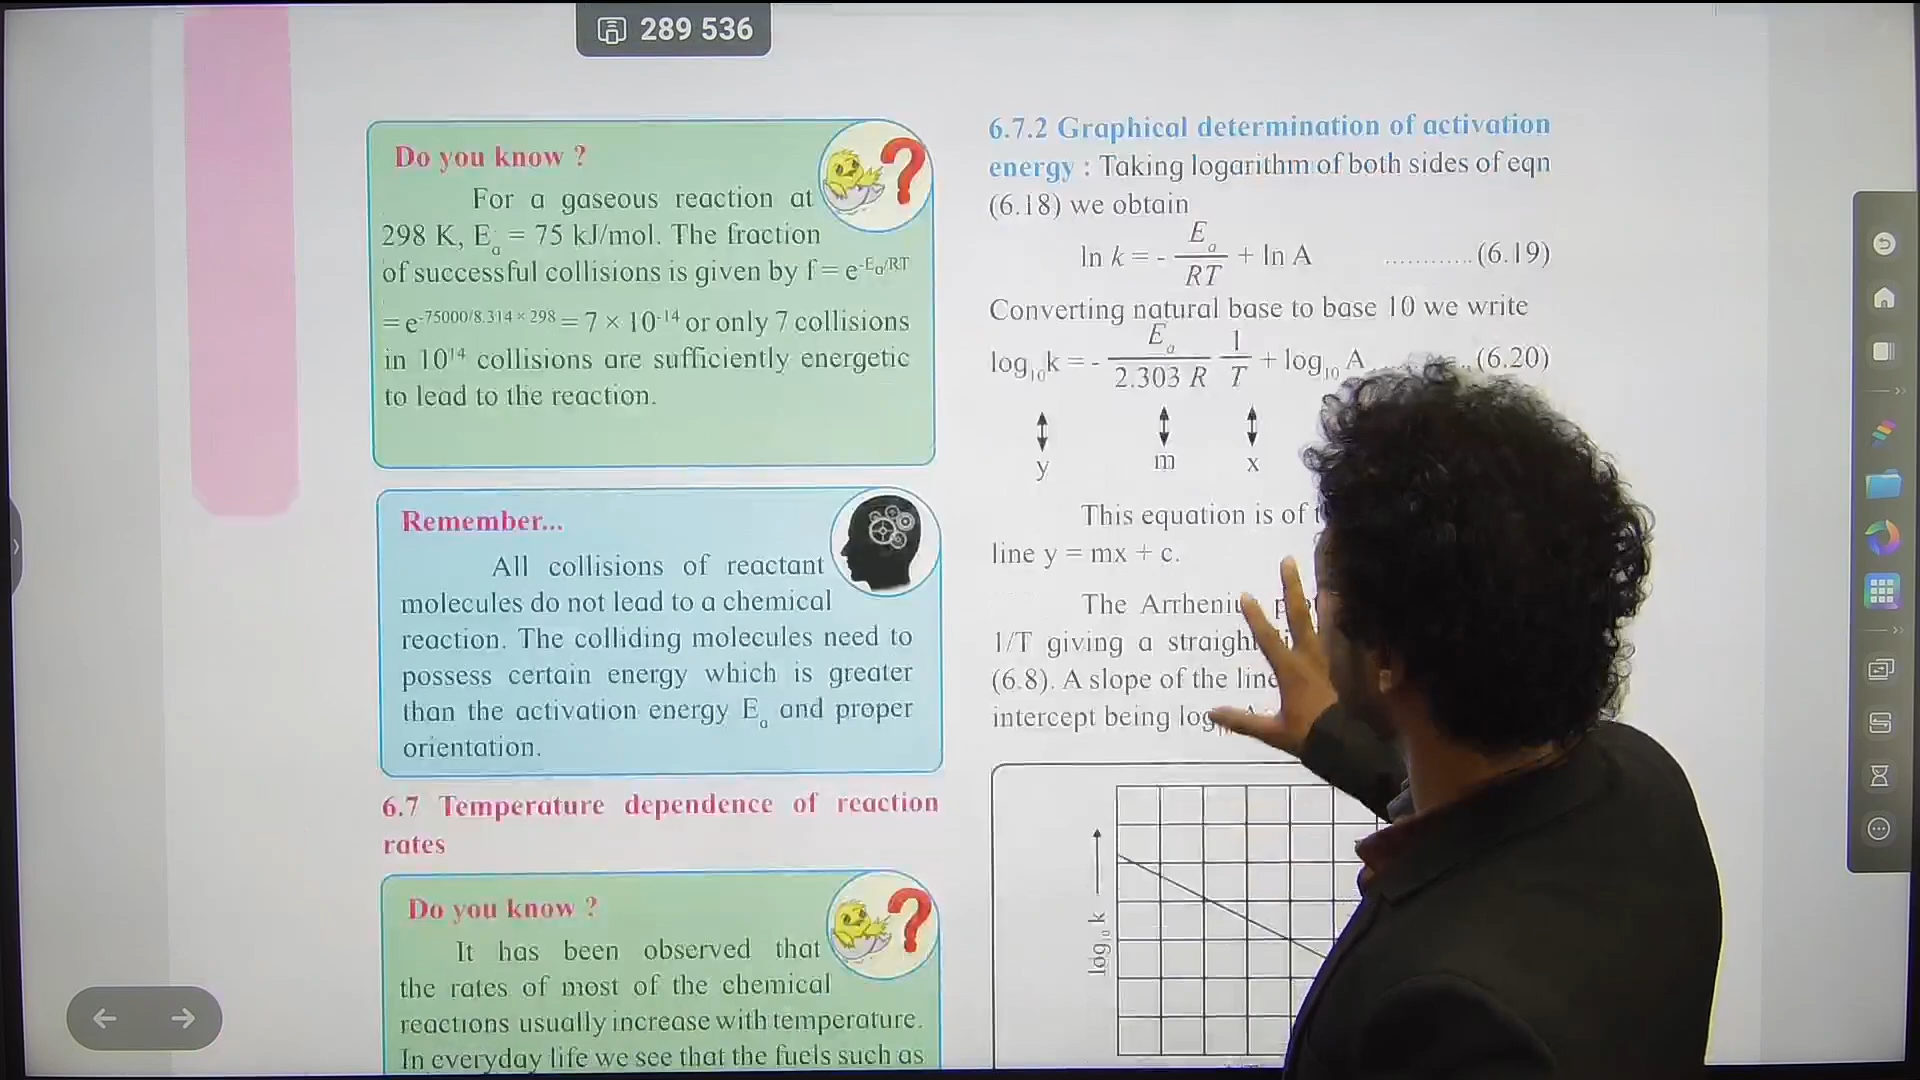 289 536
Do you know ?
For a gaseous reaction at
298 K, Eₐ = 75 kJ/mol. The fraction
of successful collisions is given by f = e^-Eₐ/RT
= e^-75000/8.314 × 298 = 7 × 10^-14 or only 7 collisions
in 10^14 collisions are sufficiently energetic
to lead to the reaction.
Remember...
All collisions of reactant
molecules do not lead to a chemical
reaction. The colliding molecules need to
possess certain energy which is greater
than the activation energy Eₐ and proper
orientation.
6.7 Temperature dependence of reaction
rates
Do you know ?
It has been observed that
the rates of most of the chemical
reactions usually increase with temperature.
In everyday life we see that the fuels such as
6.7.2 Graphical determination of activation
energy : Taking logarithm of both sides of eqn
(6.18) we obtain
ln k = - Eₐ/RT + ln A ............ (6.19)
Converting natural base to base 10 we write
log₁₀k = - Eₐ/2.303 R 1/T + log₁₀ A (6.20)
y m x
This equation is of
line y = mx + c.
The
1/T giving a straight
(6.8). A slope of the line
intercept being
log₁₀ k